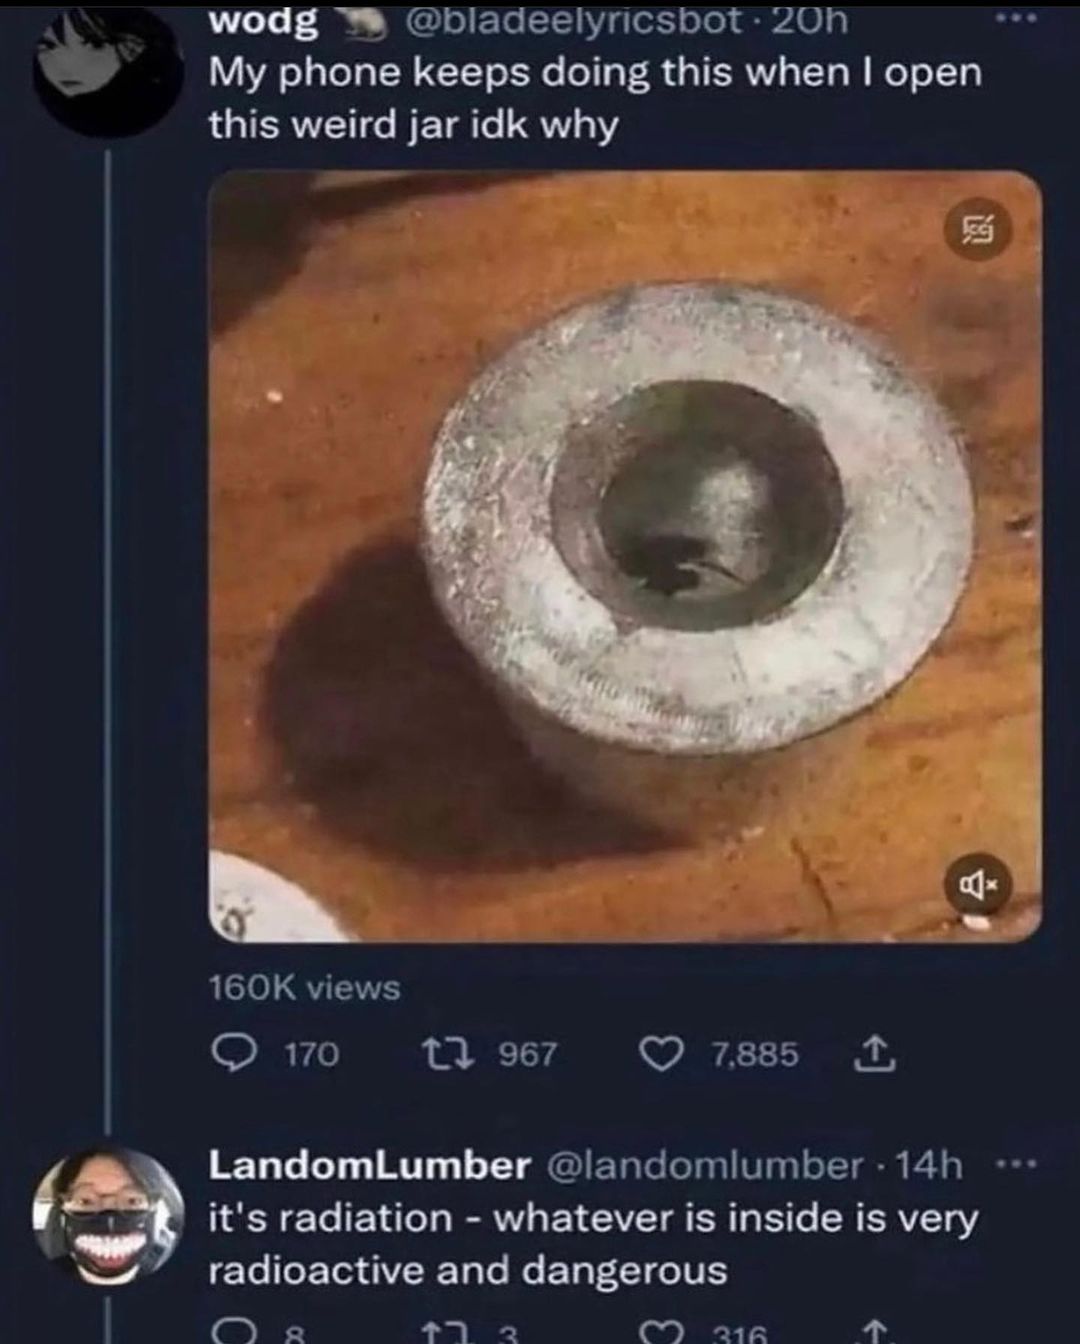 wodg @bladeelyricsbot · 20h
My phone keeps doing this when I open
this weird jar idk why
160K views
170 967 7,885
LandomLumber @landomlumber · 14h
it's radiation - whatever is inside is very
radioactive and dangerous
8 3 316